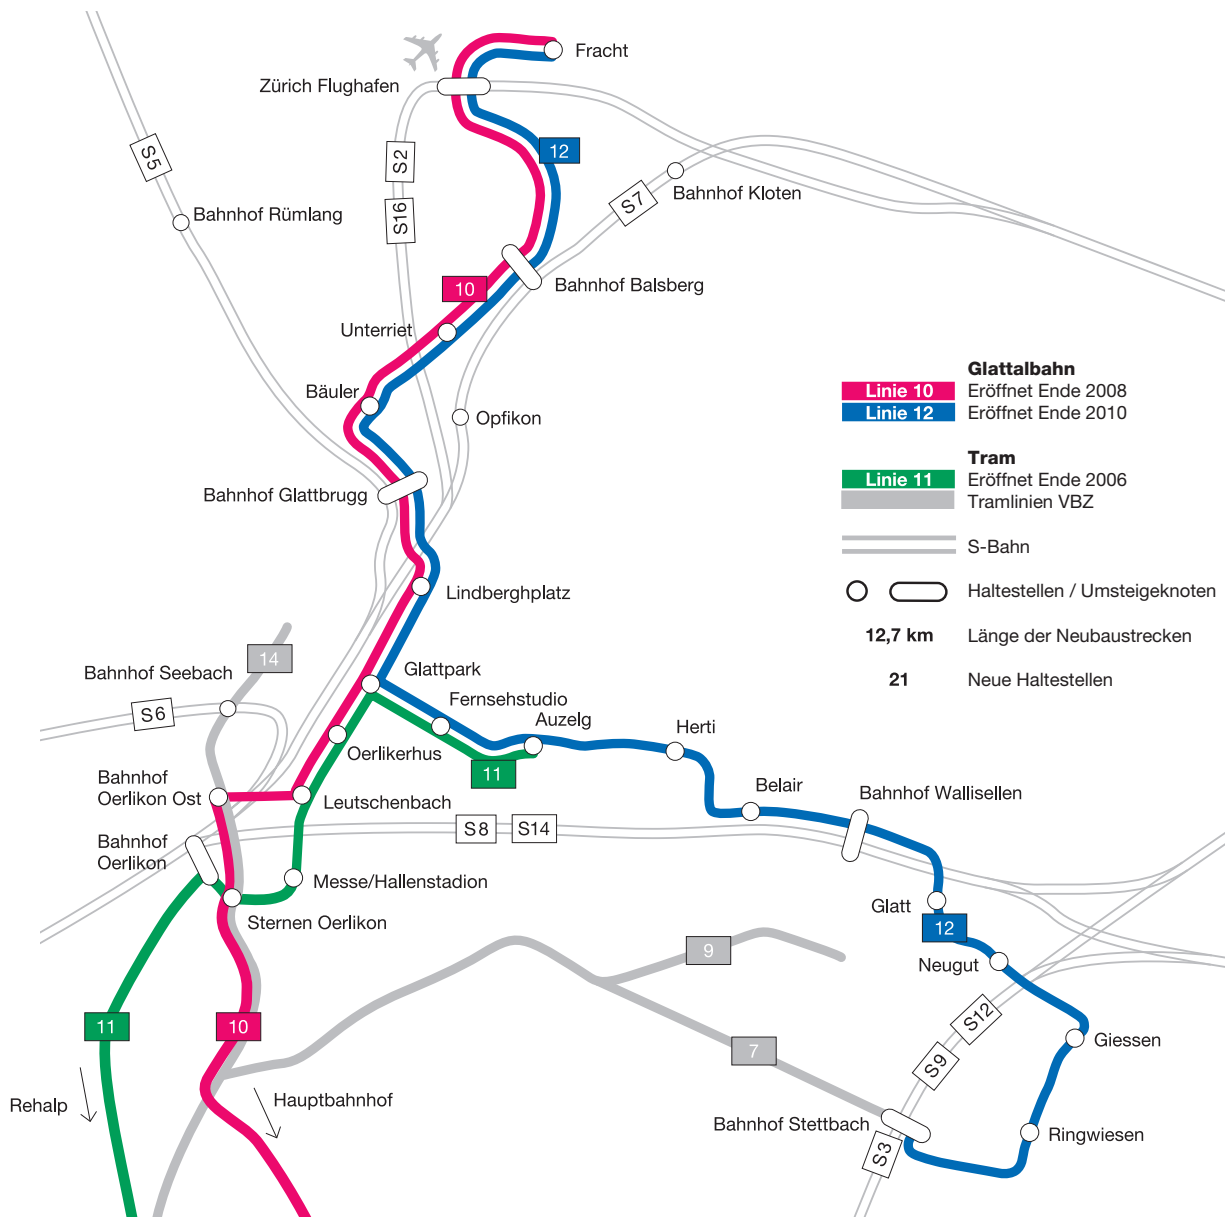 Fracht
Zürich Flughafen
12
S5
S2
Bahnhof Kloten
S7
S16
Bahnhof Rümlang
10
Bahnhof Balsberg
Unterriet
Bäuler
Opfikon
Bahnhof Glattbrugg
Lindberghplatz
Glattalbahn
Linie 10 Eröffnet Ende 2008
Linie 12 Eröffnet Ende 2010
Tram
Linie 11 Eröffnet Ende 2006
Tramlinien VBZ
S-Bahn
Haltestellen / Umsteigeknoten
12,7 km Länge der Neubaustrecken
21 Neue Haltestellen
14
Bahnhof Seebach
S6
Glattpark
Fernsehstudio
Auzelg
Herti
Oerlikerhus
11
Bahnhof
Oerlikon Ost
Leutschenbach
Belair
Bahnhof Wallisellen
S8
S14
Bahnhof
Oerlikon
Messe/Hallenstadion
Sternen Oerlikon
Glatt
12
Neugut
9
11
10
7
S12
S9
Giessen
Rehalp
Hauptbahnhof
Bahnhof Stettbach
S3
Ringwiesen